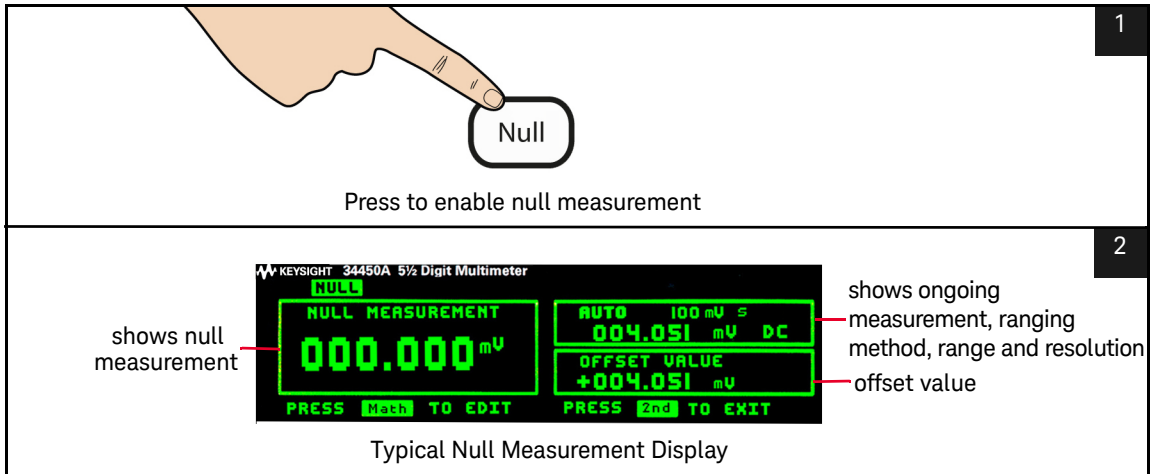 1
Null
Press to enable null measurement
2
KEYSIGHT 34450A 5½ Digit Multimeter
NULL
NULL MEASUREMENT
000.000 mV
PRESS Math TO EDIT
AUTO 100 mV S
004.051 mV DC
OFFSET VALUE
+004.051 mV
PRESS 2nd TO EXIT
shows null
measurement
shows ongoing
measurement, ranging
method, range and resolution
offset value
Typical Null Measurement Display